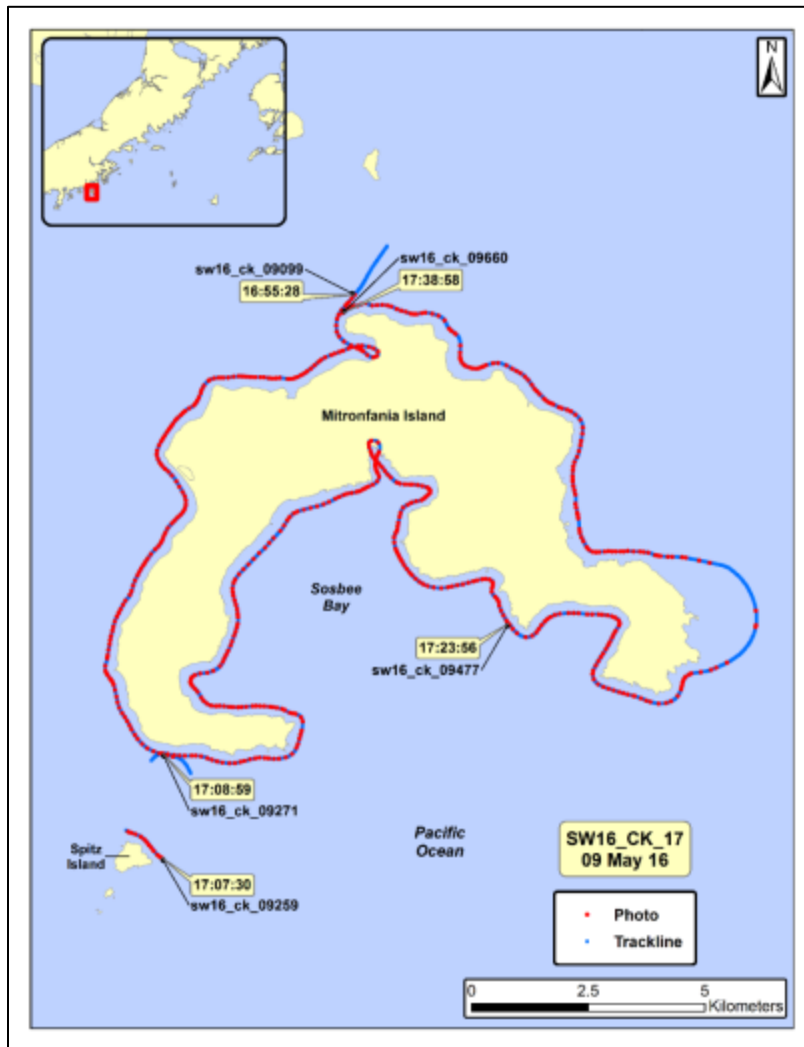 N
sw16_ck_09660
sw16_ck_09099
17:38:58
16:55:28
Mitronfania Island
Sosbee
Bay
17:23:56
sw16_ck_09477
17:08:59
sw16_ck_09271
Pacific
Ocean
SW16_CK_17
09 May 16
Spitz
Island
17:07:30
sw16_ck_09259
Photo
Trackline
0 2.5 5
Kilometers